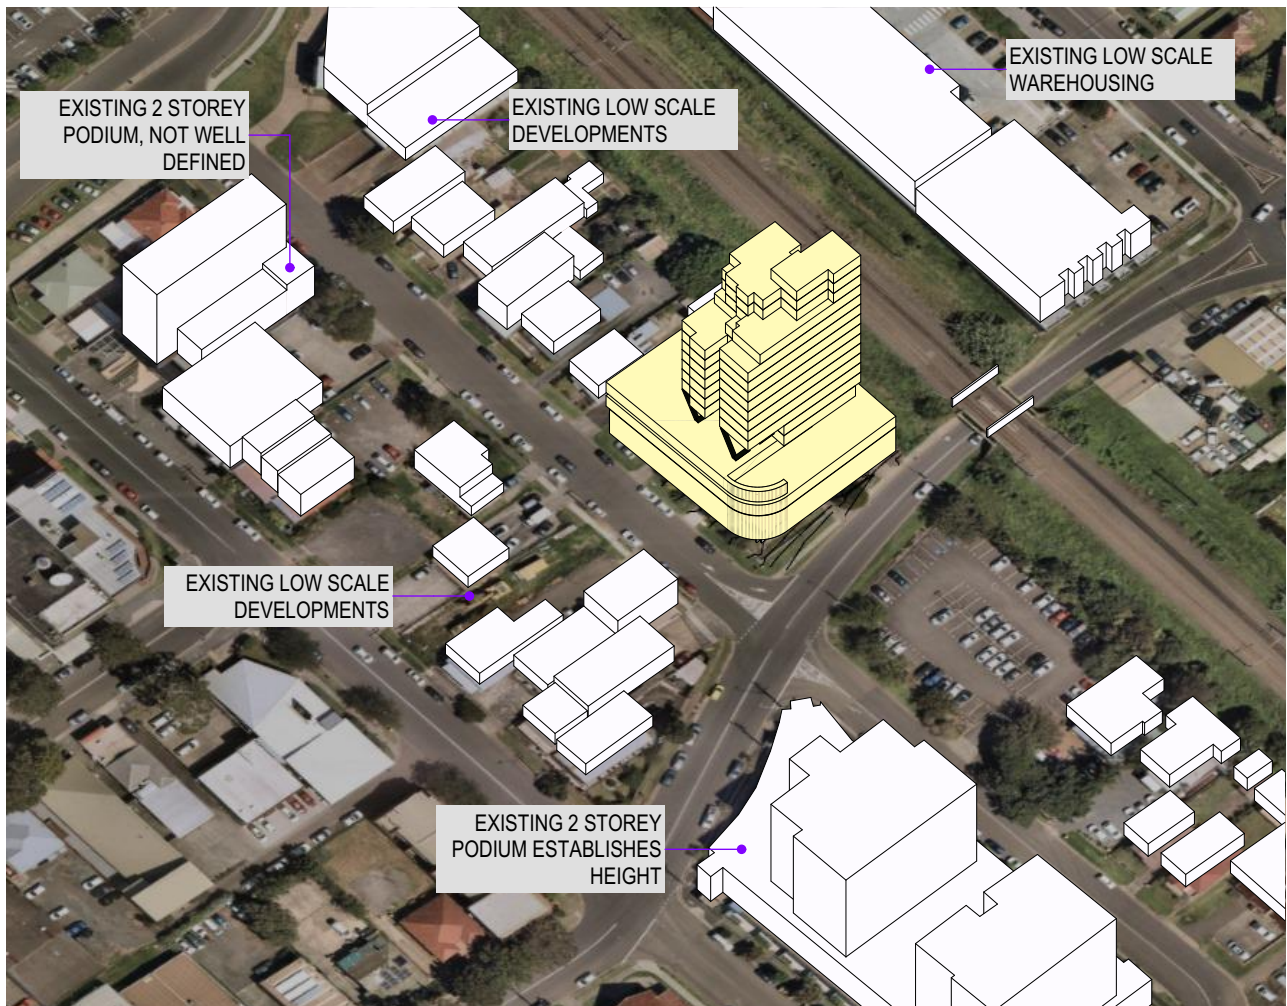 EXISTING LOW SCALE
WAREHOUSING
EXISTING 2 STOREY
PODIUM, NOT WELL
DEFINED
EXISTING LOW SCALE
DEVELOPMENTS
EXISTING LOW SCALE
DEVELOPMENTS
EXISTING 2 STOREY
PODIUM ESTABLISHES
HEIGHT